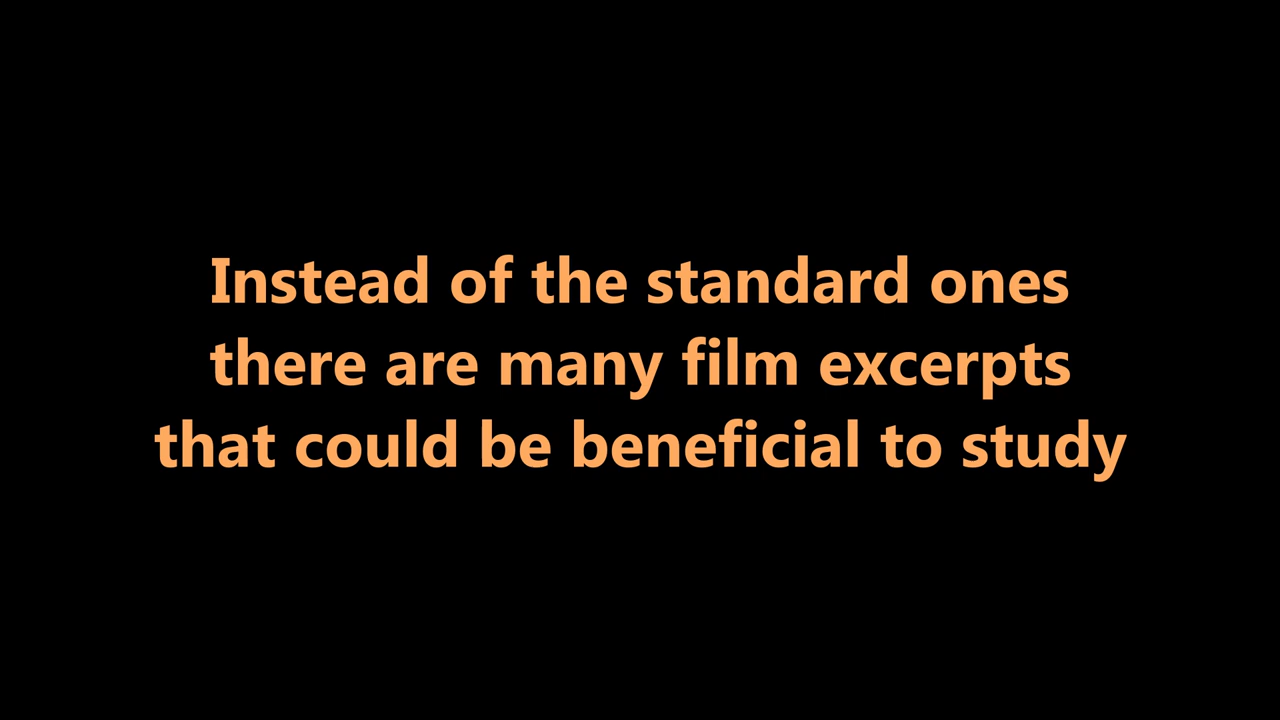 Instead of the standard ones
there are many film excerpts
that could be beneficial to study